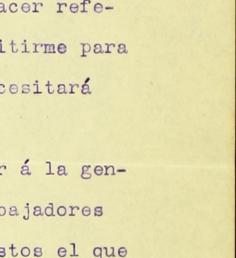 acer refe-
itirme para
cesitará
r á la gen-
bajadores
stos el que